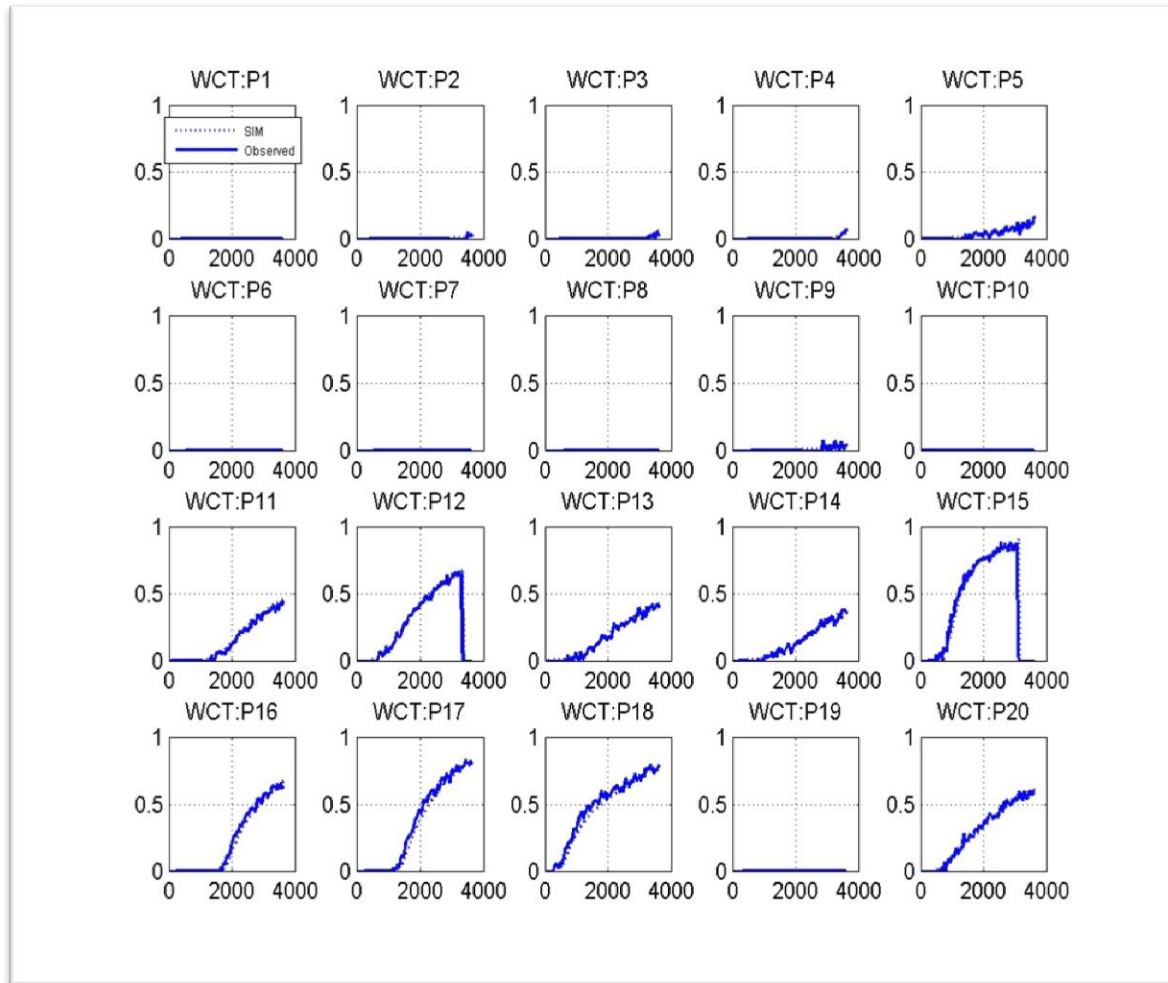 WCT:P1 WCT:P2 WCT:P3 WCT:P4 WCT:P5
1 1 1 1 1
SIM
Observed
0.5 0.5 0.5 0.5 0.5
0 0 0 0 0
0 2000 4000 0 2000 4000 0 2000 4000 0 2000 4000 0 2000 4000
WCT:P6 WCT:P7 WCT:P8 WCT:P9 WCT:P10
1 1 1 1 1
0.5 0.5 0.5 0.5 0.5
0 0 0 0 0
0 2000 4000 0 2000 4000 0 2000 4000 0 2000 4000 0 2000 4000
WCT:P11 WCT:P12 WCT:P13 WCT:P14 WCT:P15
1 1 1 1 1
0.5 0.5 0.5 0.5 0.5
0 0 0 0 0
0 2000 4000 0 2000 4000 0 2000 4000 0 2000 4000 0 2000 4000
WCT:P16 WCT:P17 WCT:P18 WCT:P19 WCT:P20
1 1 1 1 1
0.5 0.5 0.5 0.5 0.5
0 0 0 0 0
0 2000 4000 0 2000 4000 0 2000 4000 0 2000 4000 0 2000 4000